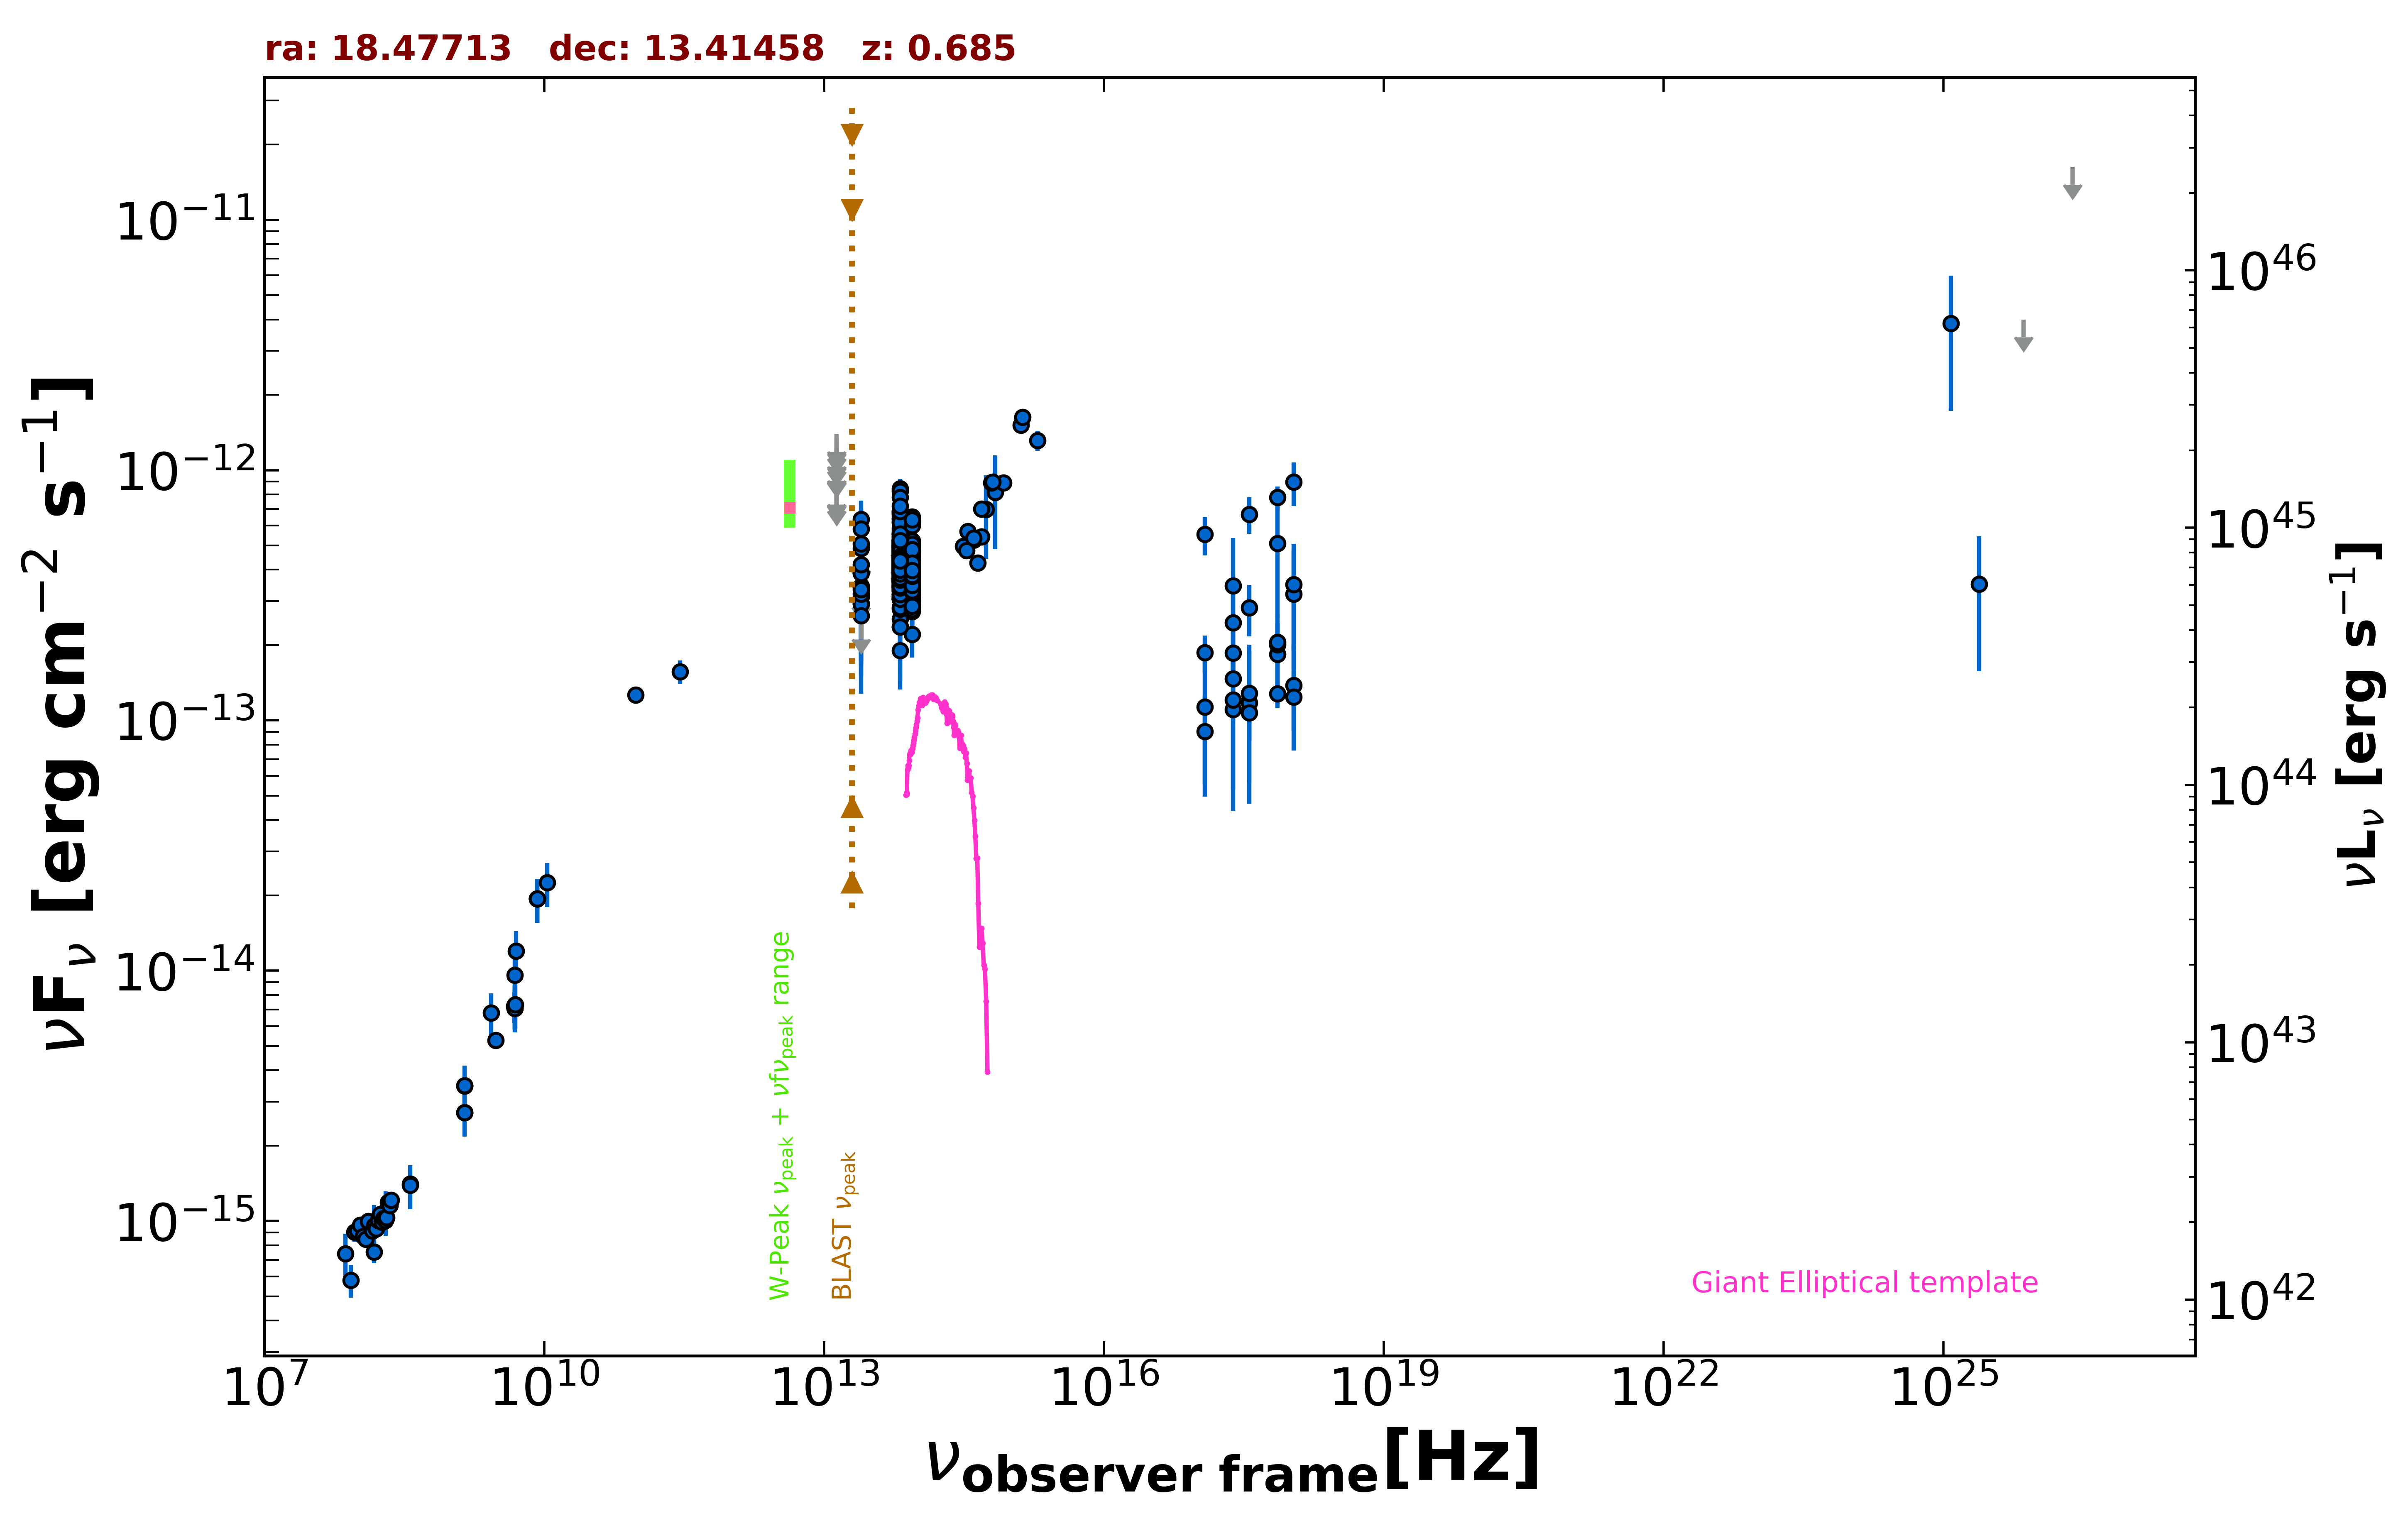 ra: 18.47713 dec: 13.41458 z: 0.685
νF_ν [erg cm⁻² s⁻¹]
10⁻¹¹
10⁻¹²
10⁻¹³
10⁻¹⁴
10⁻¹⁵
W-Peak ν_peak + νfν_peak range
BLAST ν_peak
Giant Elliptical template
10⁴⁶
10⁴⁵
10⁴⁴
10⁴³
10⁴²
νL_ν [erg s⁻¹]
10⁷ 10¹⁰ 10¹³ 10¹⁶ 10¹⁹ 10²² 10²⁵
ν_observer frame [Hz]